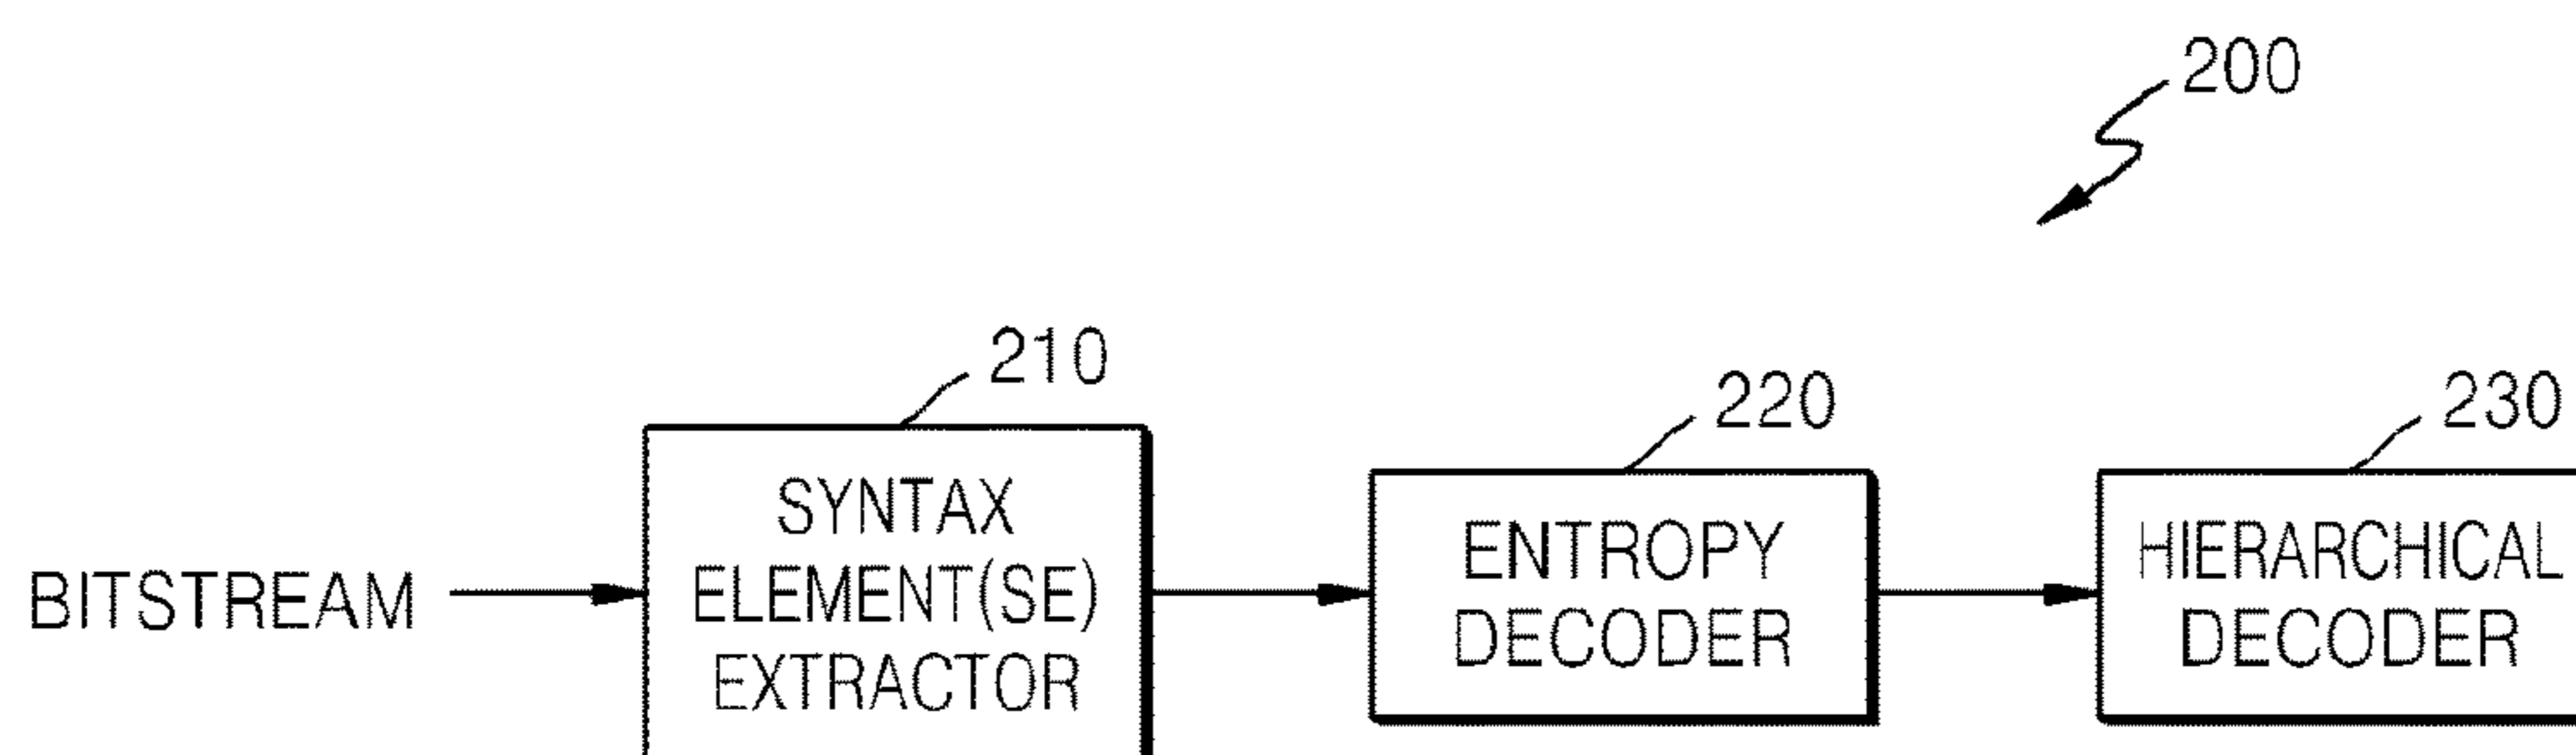 200
210
220
230
BITSTREAM
SYNTAX
ELEMENT(SE)
EXTRACTOR
ENTROPY
DECODER
HIERARCHICAL
DECODER